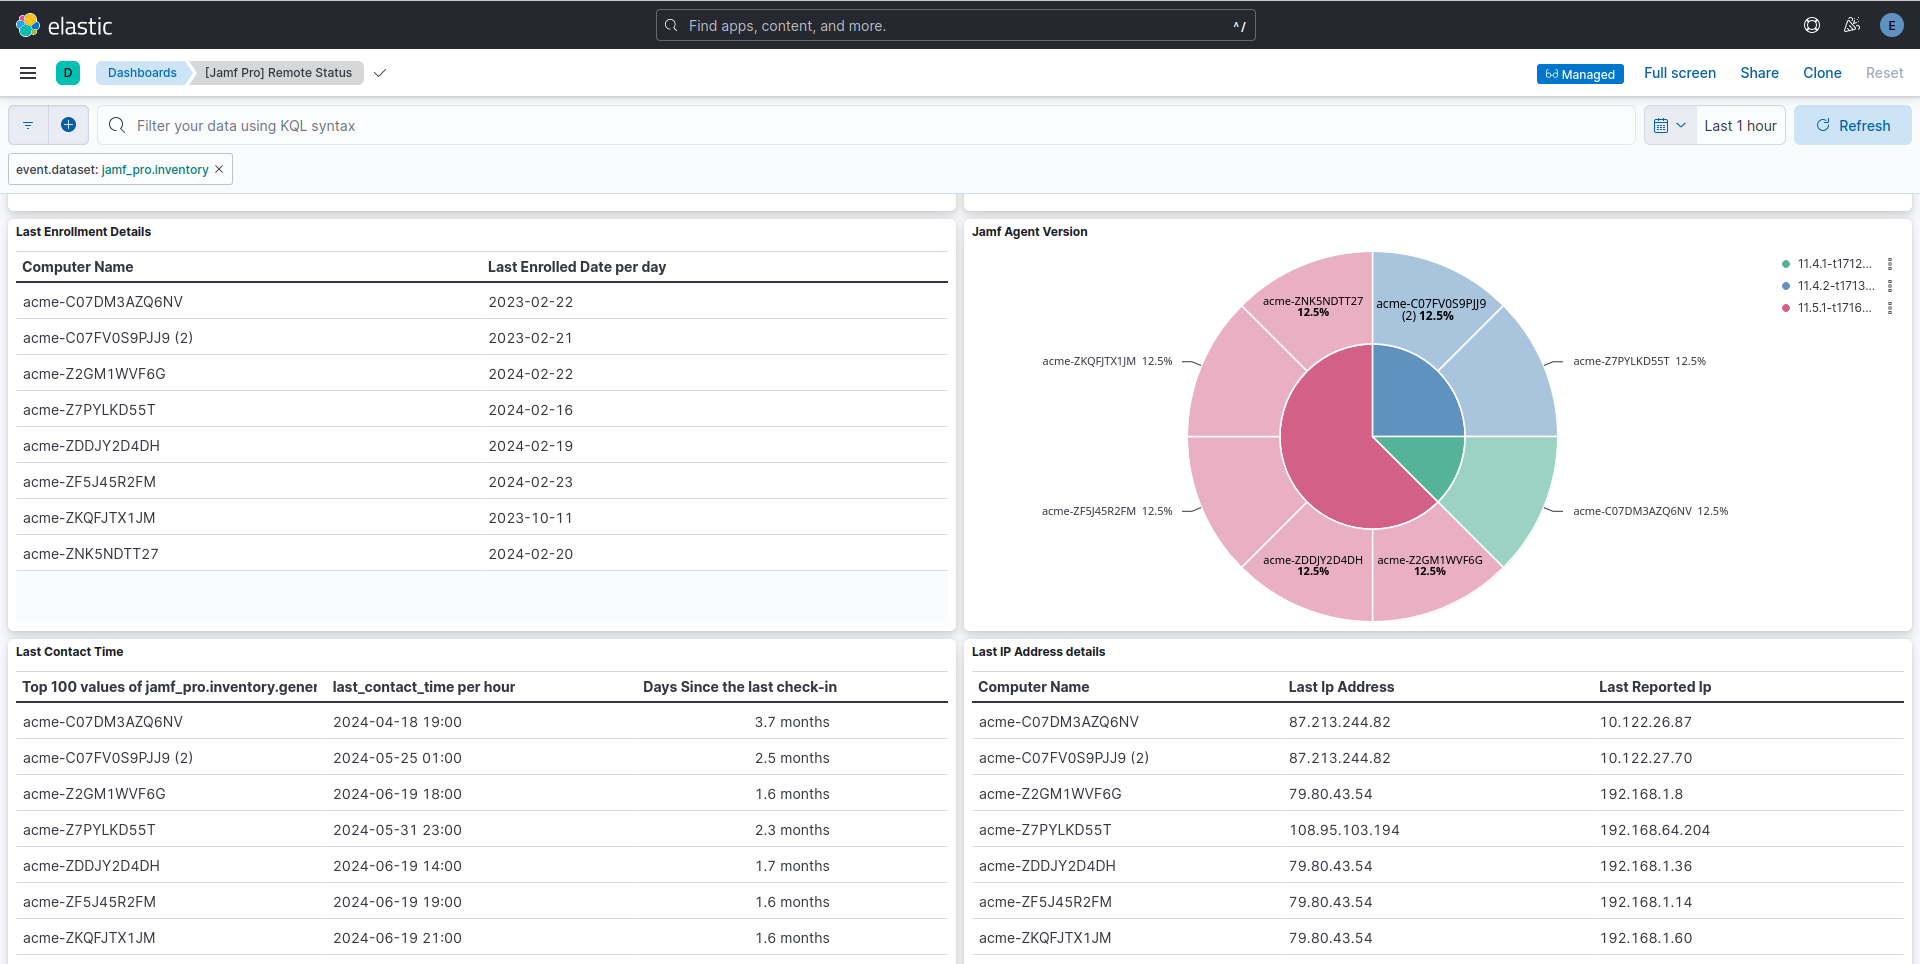 elastic
Find apps, content, and more.
^/
E
D
Dashboards
[Jamf Pro] Remote Status
Managed
Full screen
Share
Clone
Reset
Filter your data using KQL syntax
Last 1 hour
Refresh
event.dataset: jamf_pro.inventory
Last Enrollment Details
Computer Name Last Enrolled Date per day
acme-C07DM3AZQ6NV 2023-02-22
acme-C07FV0S9PJJ9 (2) 2023-02-21
acme-Z2GM1WVF6G 2024-02-22
acme-Z7PYLKD55T 2024-02-16
acme-ZDDJY2D4DH 2024-02-19
acme-ZF5J45R2FM 2024-02-23
acme-ZKQFJTX1JM 2023-10-11
acme-ZNK5NDTT27 2024-02-20
Jamf Agent Version
11.4.1-t1712...
11.4.2-t1713...
11.5.1-t1716...
acme-ZNK5NDTT27
12.5%
acme-C07FV0S9PJJ9
(2) 12.5%
acme-ZKQFJTX1JM 12.5%
acme-Z7PYLKD55T 12.5%
acme-ZF5J45R2FM 12.5%
acme-C07DM3AZQ6NV 12.5%
acme-ZDDJY2D4DH
12.5%
acme-Z2GM1WVF6G
12.5%
Last Contact Time
Top 100 values of jamf_pro.inventory.gener last_contact_time per hour Days Since the last check-in
acme-C07DM3AZQ6NV 2024-04-18 19:00 3.7 months
acme-C07FV0S9PJJ9 (2) 2024-05-25 01:00 2.5 months
acme-Z2GM1WVF6G 2024-06-19 18:00 1.6 months
acme-Z7PYLKD55T 2024-05-31 23:00 2.3 months
acme-ZDDJY2D4DH 2024-06-19 14:00 1.7 months
acme-ZF5J45R2FM 2024-06-19 19:00 1.6 months
acme-ZKQFJTX1JM 2024-06-19 21:00 1.6 months
Last IP Address details
Computer Name Last Ip Address Last Reported Ip
acme-C07DM3AZQ6NV 87.213.244.82 10.122.26.87
acme-C07FV0S9PJJ9 (2) 87.213.244.82 10.122.27.70
acme-Z2GM1WVF6G 79.80.43.54 192.168.1.8
acme-Z7PYLKD55T 108.95.103.194 192.168.64.204
acme-ZDDJY2D4DH 79.80.43.54 192.168.1.36
acme-ZF5J45R2FM 79.80.43.54 192.168.1.14
acme-ZKQFJTX1JM 79.80.43.54 192.168.1.60